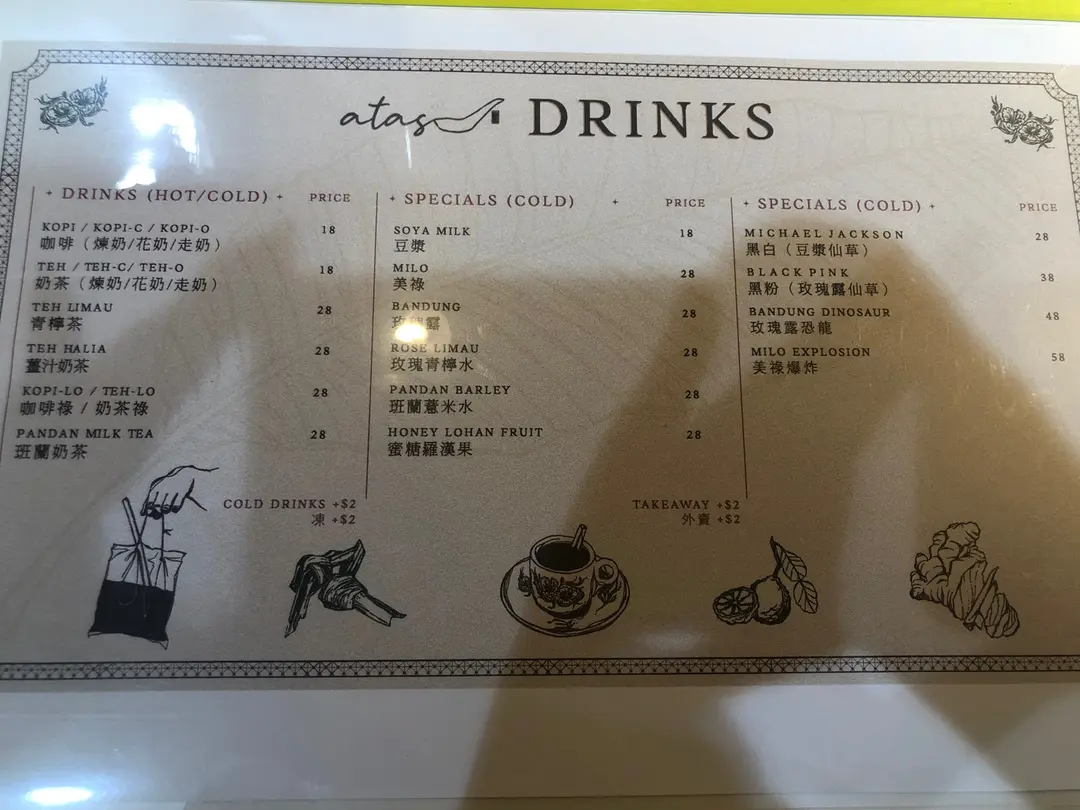 atas DRINKS
DRINKS (HOT/COLD) PRICE
KOPI / KOPI-C / KOPI-O 18
咖啡（煉奶/花奶/走奶）
TEH / TEH-C/ TEH-O 18
奶茶（煉奶/花奶/走奶）
TEH LIMAU 28
青檸茶
TEH HALIA 28
薑汁奶茶
KOPI-LO / TEH-LO 28
咖啡祿 / 奶茶祿
PANDAN MILK TEA 28
班蘭奶茶
COLD DRINKS +$2
凍 +$2
SPECIALS (COLD) PRICE
SOYA MILK 18
豆漿
MILO 28
美祿
BANDUNG 28
玫瑰露
ROSE LIMAU 28
玫瑰青檸水
PANDAN BARLEY 28
班蘭薏米水
HONEY LOHAN FRUIT 28
蜜糖羅漢果
TAKEAWAY +$2
外賣 +$2
SPECIALS (COLD) PRICE
MICHAEL JACKSON 28
黑白（豆漿仙草）
BLACK PINK 38
黑粉（玫瑰露仙草）
BANDUNG DINOSAUR 48
玫瑰露恐龍
MILO EXPLOSION 58
美祿爆炸